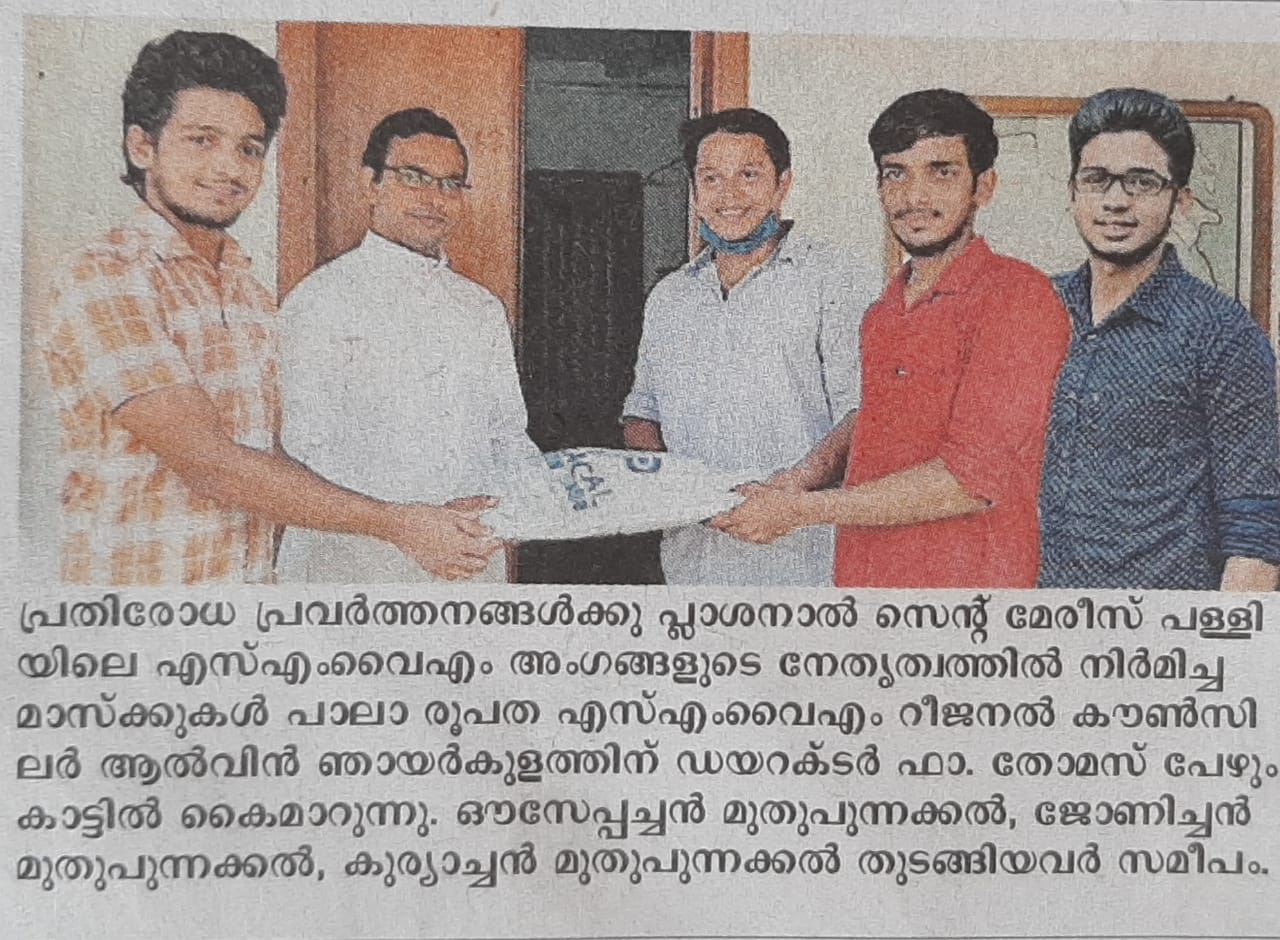 പ്രതിരോധ പ്രവർത്തനങ്ങൾക്കു പ്ലാശനാൽ സെന്റ് മേരീസ് പള്ളി
യിലെ എസ്എംവൈഎം അംഗങ്ങളുടെ നേതൃത്വത്തിൽ നിർമിച്ച
മാസ്ക്കുകൾ പാലാ രൂപത എസ്എംവൈഎം റീജനൽ കൗൺസി
ലർ ആൽവിൻ ഞായർകുളത്തിന് ഡയറക്ടർ ഫാ. തോമസ് പേഴും
കാട്ടിൽ കൈമാറുന്നു. ഔസേപ്പച്ചൻ മുതുപുന്നക്കൽ, ജോണിച്ചൻ
മുതുപുന്നക്കൽ, കുര്യാച്ചൻ മുതുപുന്നക്കൽ തുടങ്ങിയവർ സമീപം.